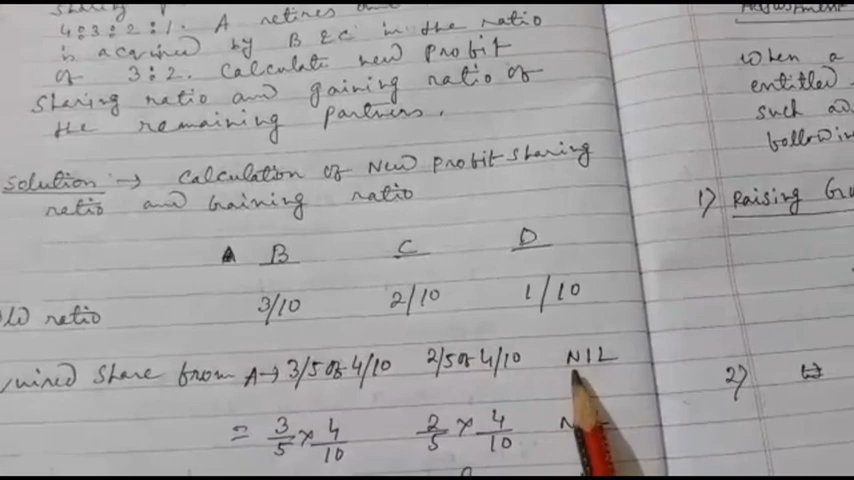 sharing
4:3:2:1. A retires and
is acquired by B & C in the ratio
of 3:2. Calculate new profit
sharing ratio and gaining ratio of
the remaining partners.
Solution → Calculation of New Profit sharing
ratio and Gaining ratio
A B C D
ratio 3/10 2/10 1/10
share from A → 3/5 of 4/10 2/5 of 4/10 NIL
= 3/5 × 4/10 2/5 × 4/10
Adjustment
When a
entitled
such
1) Raising
2)